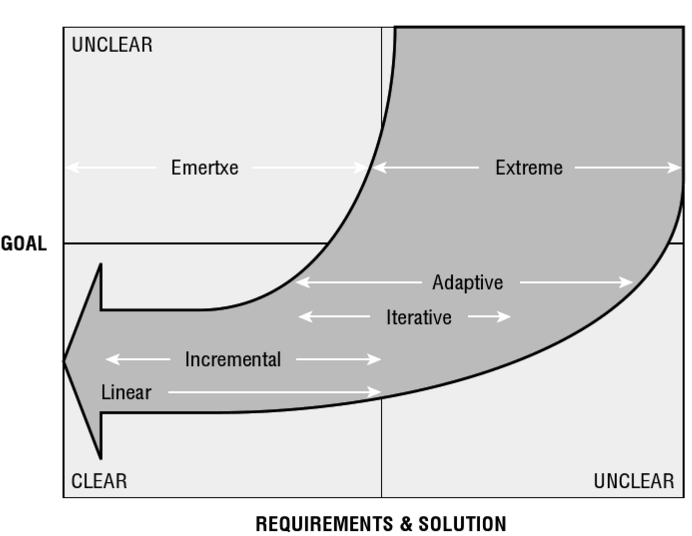 UNCLEAR
Emertxe
Extreme
GOAL
Adaptive
Iterative
Incremental
Linear
CLEAR
UNCLEAR
REQUIREMENTS & SOLUTION